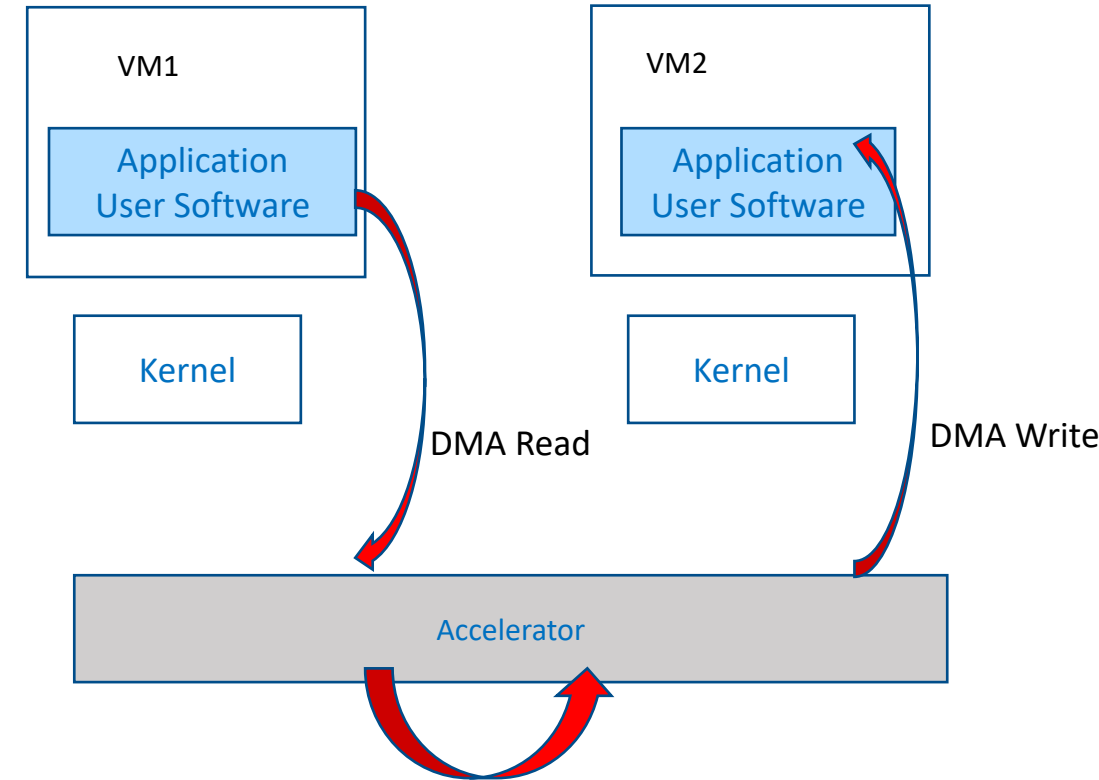 VM1
Application
User Software
Kernel
DMA Read
VM2
Application
User Software
Kernel
DMA Write
Accelerator